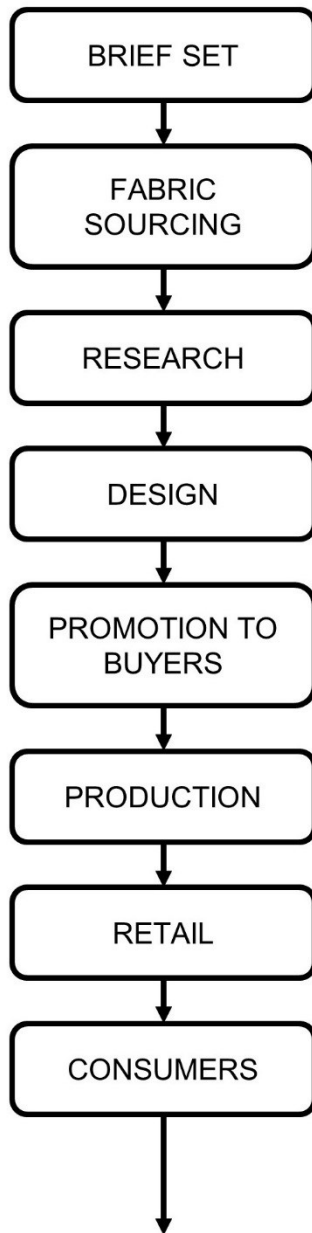 BRIEF SET
FABRIC
SOURCING
RESEARCH
DESIGN
PROMOTION TO
BUYERS
PRODUCTION
RETAIL
CONSUMERS